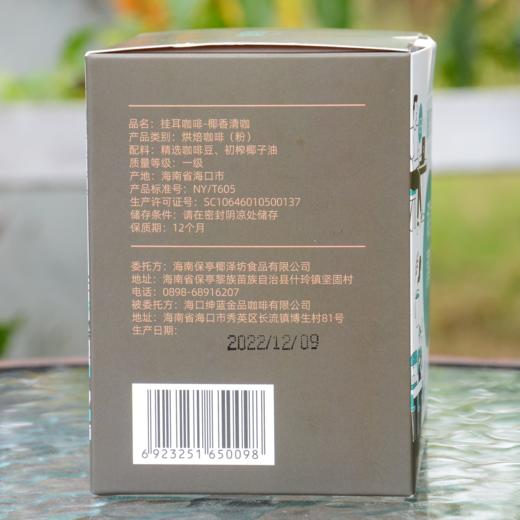 品名：挂耳咖啡-椰香清咖
产品类别：烘焙咖啡（粉）
配料：精选咖啡豆、初榨椰子油
质量等级：一级
产地：海南省海口市
产品标准号：NY/T605
生产许可证号：SC10646010500137
储存条件：请在密封阴凉处储存
保质期：12个月
委托方：海南保亭椰泽坊食品有限公司
地址：海南省保亭黎族苗族自治县什玲镇坚固村
电话：0898-68916207
被委托方：海口绅蓝金品咖啡有限公司
地址：海南省海口市秀英区长流镇博生村81号
生产日期：
2022/12/09
6 923251 650098